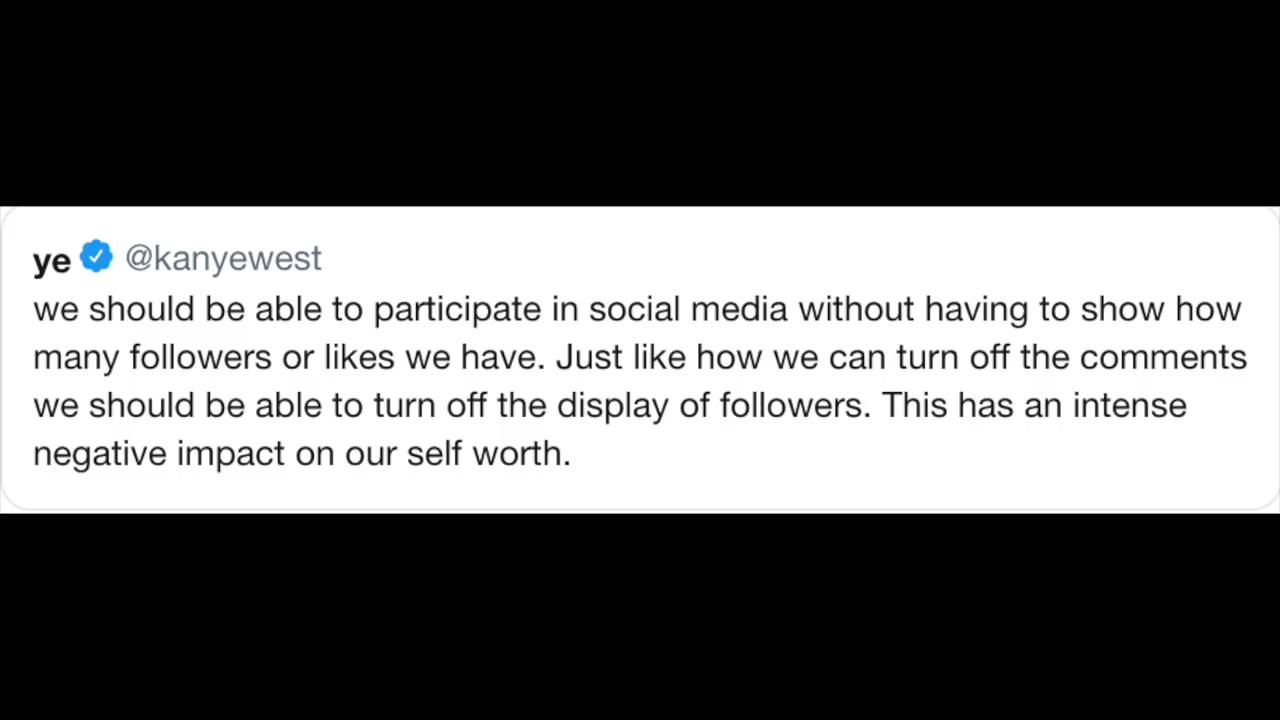 ye @kanyewest
we should be able to participate in social media without having to show how
many followers or likes we have. Just like how we can turn off the comments
we should be able to turn off the display of followers. This has an intense
negative impact on our self worth.